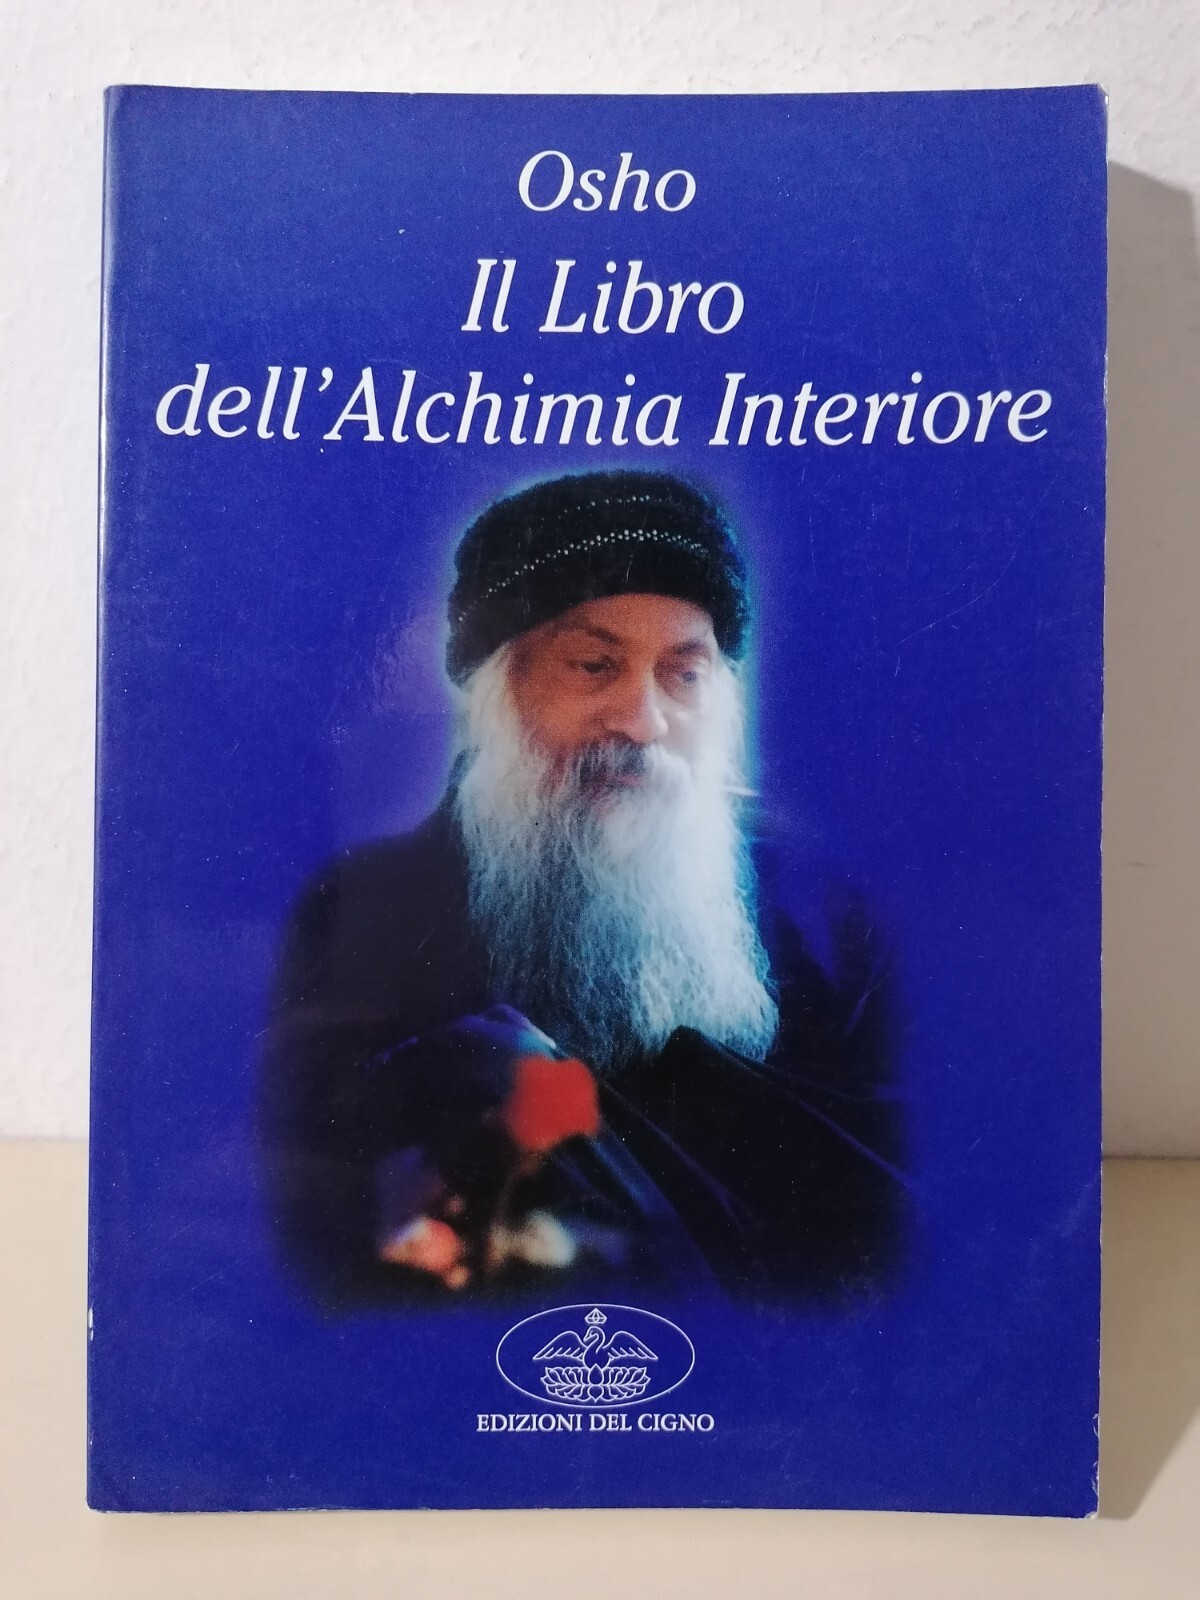 Osho
Il Libro
dell'Alchimia Interiore
EDIZIONI DEL CIGNO